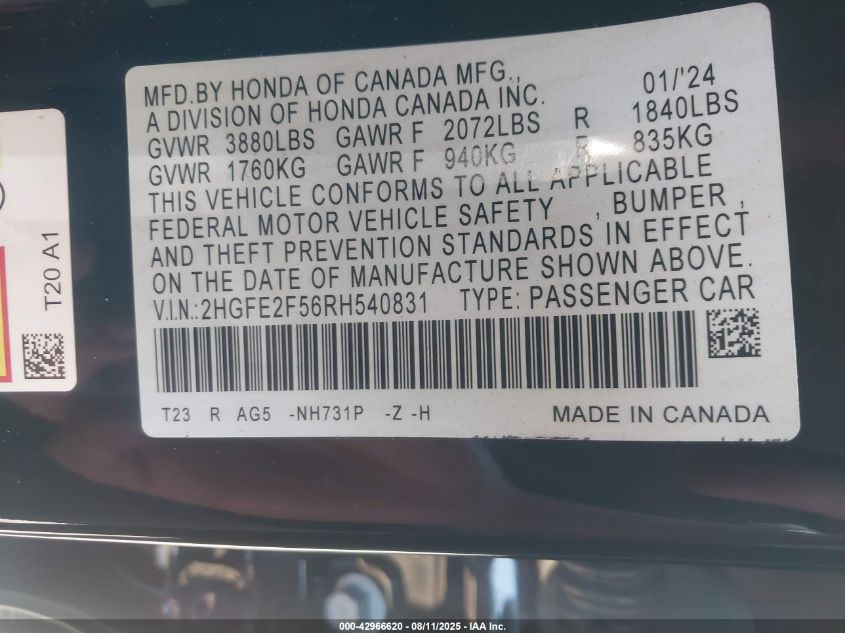 MFD.BY HONDA OF CANADA MFG., 01/'24
A DIVISION OF HONDA CANADA INC.
GVWR 3880LBS GAWR F 2072LBS R 1840LBS
GVWR 1760KG GAWR F 940KG R 835KG
THIS VEHICLE CONFORMS TO ALL APPLICABLE
FEDERAL MOTOR VEHICLE SAFETY , BUMPER ,
AND THEFT PREVENTION STANDARDS IN EFFECT
ON THE DATE OF MANUFACTURE SHOWN ABOVE.
V.I.N.:2HGFE2F56RH540831 TYPE: PASSENGER CAR
T23 R AG5 -NH731P -Z -H MADE IN CANADA
T20 A1
000-42966620 - 08/11/2025 - IAA Inc.